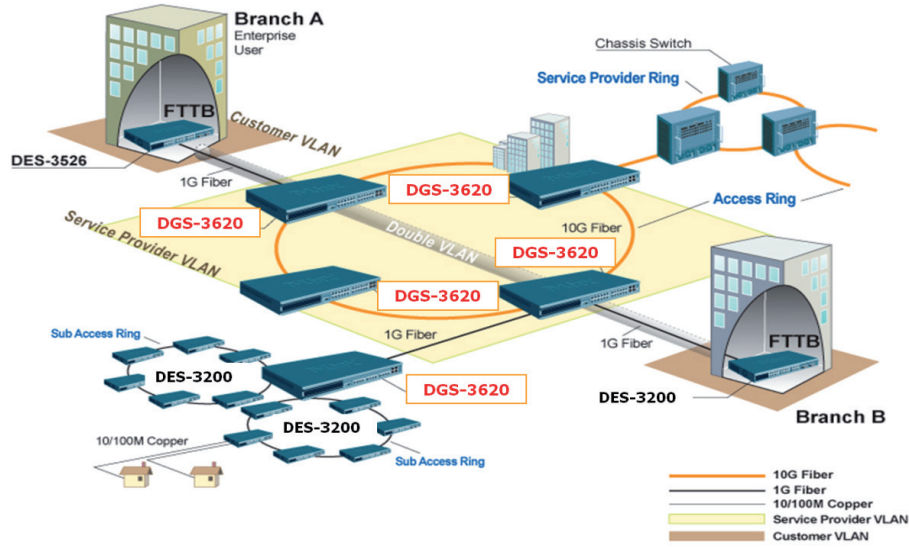 Branch A
Enterprise
User
FTTB
DES-3526
Customer VLAN
1G Fiber
Chassis Switch
Service Provider Ring
Access Ring
DGS-3620
DGS-3620
10G Fiber
Service Provider VLAN
Double VLAN
DGS-3620
DGS-3620
1G Fiber
1G Fiber
FTTB
DES-3200
Branch B
Sub Access Ring
DES-3200
DGS-3620
DES-3200
10/100M Copper
Sub Access Ring
10G Fiber
1G Fiber
10/100M Copper
Service Provider VLAN
Customer VLAN